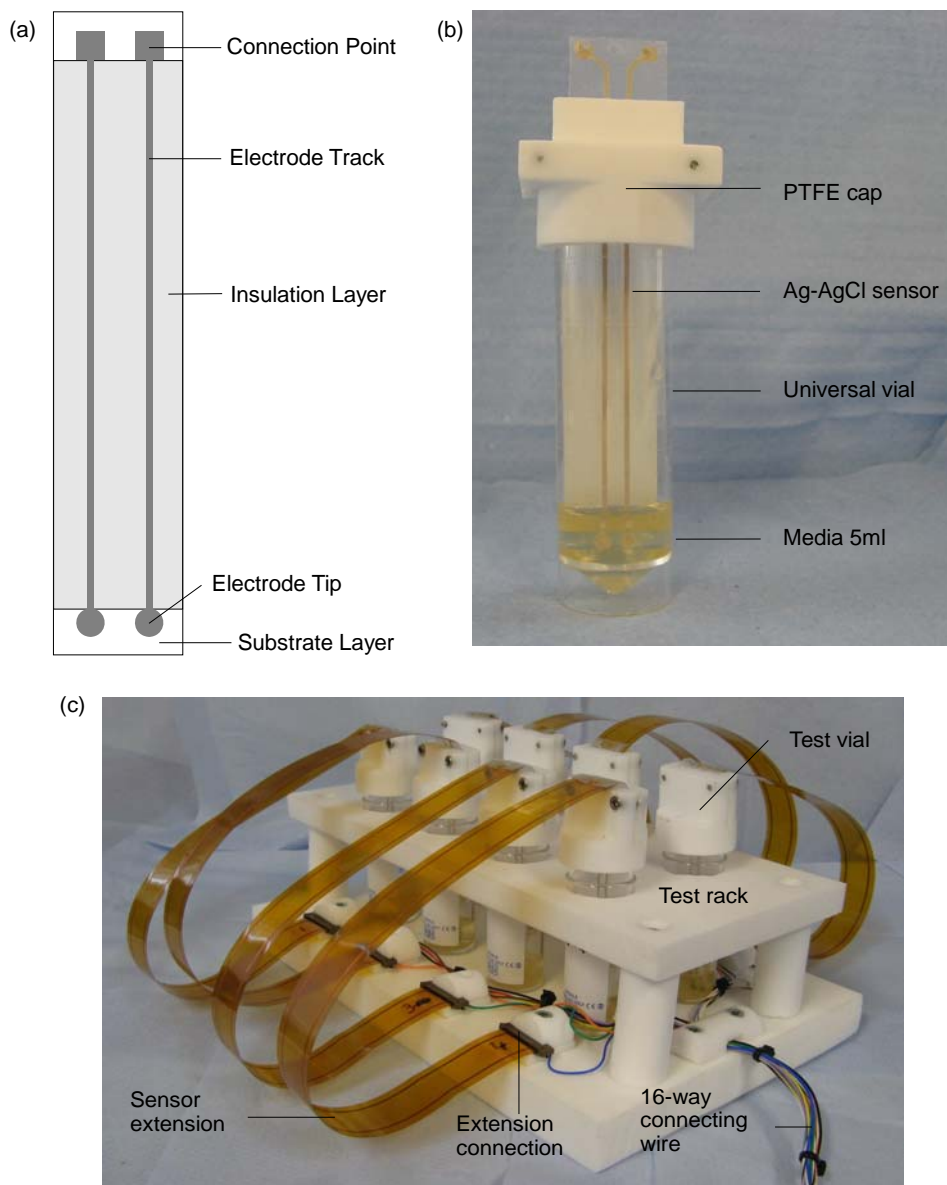 (a)
Connection Point
Electrode Track
Insulation Layer
Electrode Tip
Substrate Layer
(b)
PTFE cap
Ag-AgCl sensor
Universal vial
Media 5ml
(c)
Test vial
Test rack
Sensor
extension
Extension
connection
16-way
connecting
wire